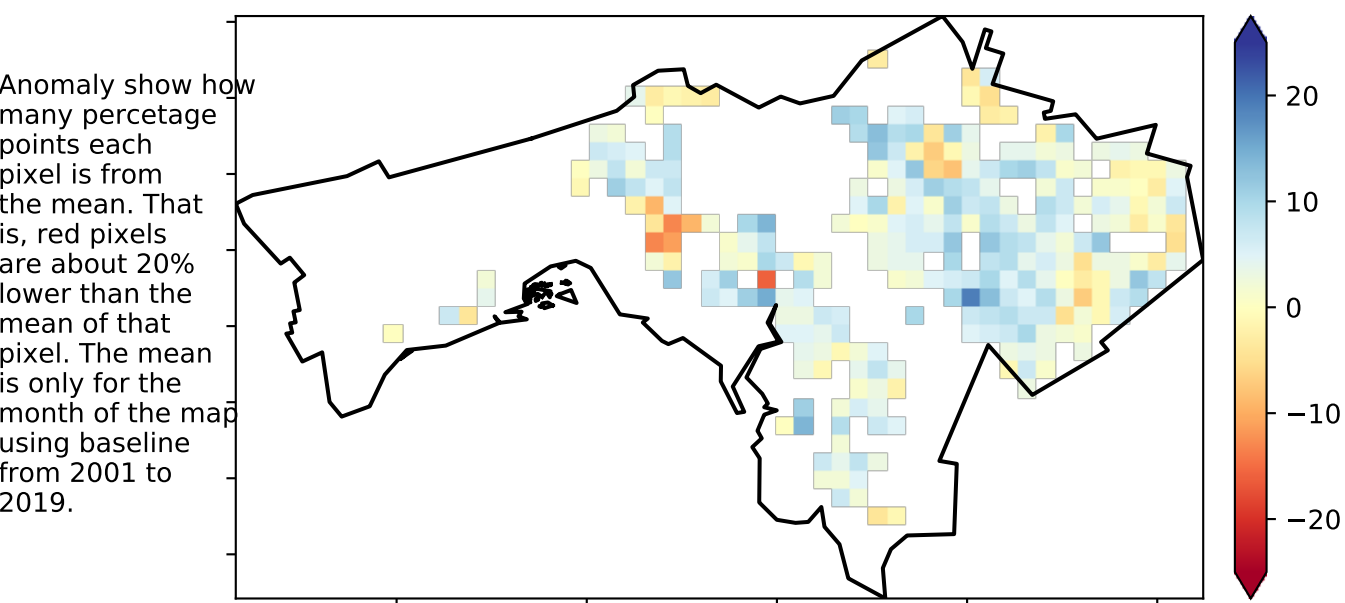 Anomaly show how
many percetage
points each
pixel is from
the mean. That
is, red pixels
are about 20%
lower than the
mean of that
pixel. The mean
is only for the
month of the map
using baseline
from 2001 to
2019.
20
10
0
−10
−20